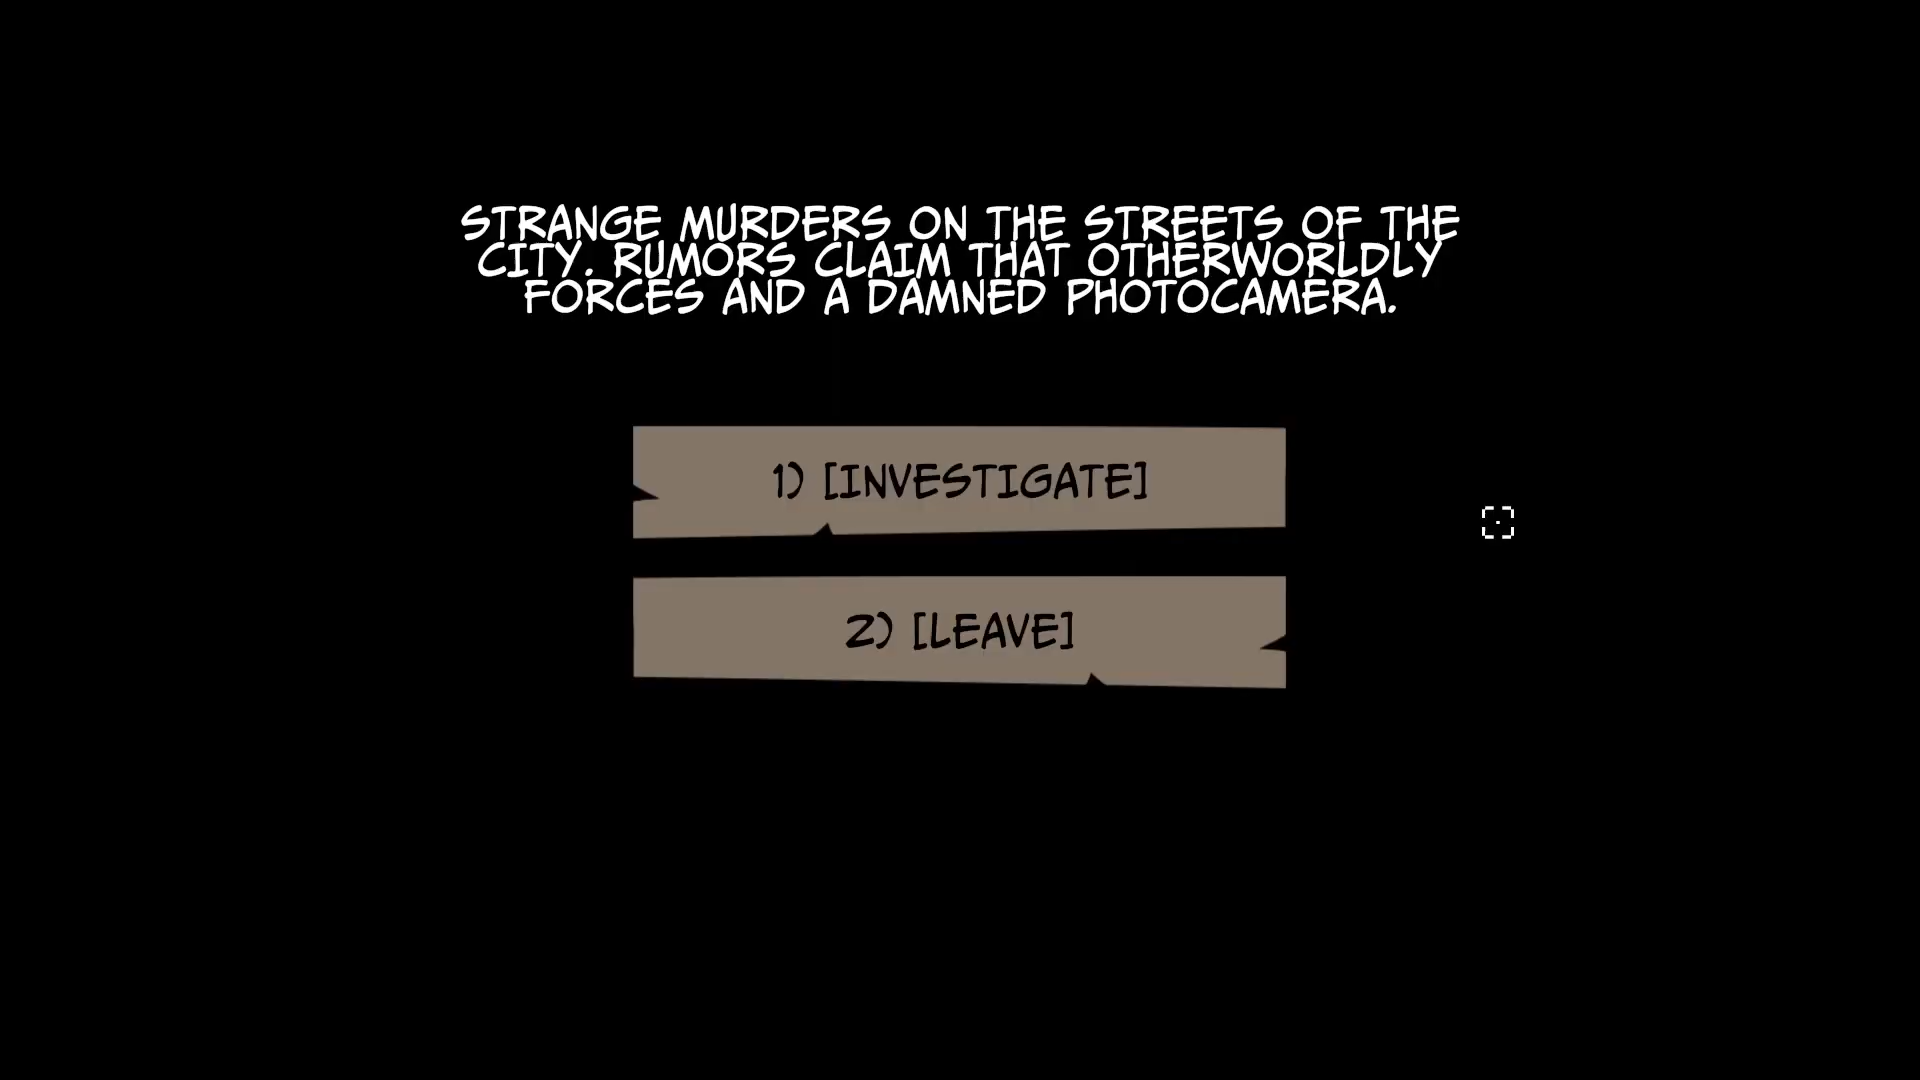 STRANGE MURDERS ON THE STREETS OF THE
CITY. RUMORS CLAIM THAT OTHERWORLDLY
FORCES AND A DAMNED PHOTOCAMERA.
1) [INVESTIGATE]
2) [LEAVE]